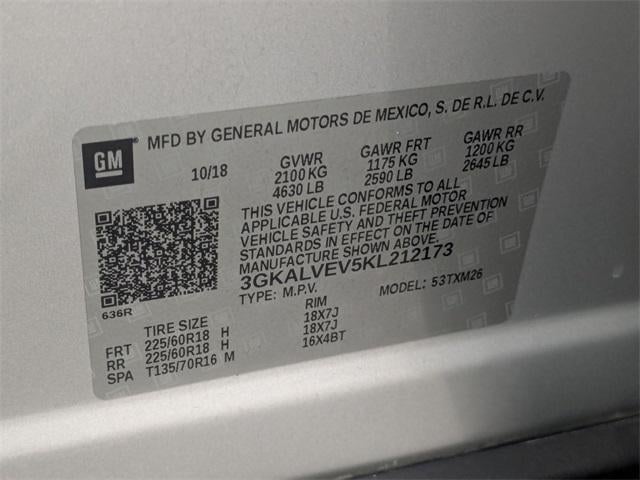 GM
MFD BY GENERAL MOTORS DE MEXICO, S. DE R.L. DE C.V.
10/18 GVWR GAWR FRT GAWR RR
2100 KG 1175 KG 1200 KG
4630 LB 2590 LB 2645 LB
THIS VEHICLE CONFORMS TO ALL
APPLICABLE U.S. FEDERAL MOTOR
VEHICLE SAFETY AND THEFT PREVENTION
STANDARDS IN EFFECT ON THE DATE OF
MANUFACTURE SHOWN ABOVE.
3GKALVEV5KL212173
TYPE: M.P.V. MODEL: 53TXM26
636R
TIRE SIZE RIM
FRT 225/60R18 H 18X7J
RR 225/60R18 H 18X7J
SPA T135/70R16 M 16X4BT